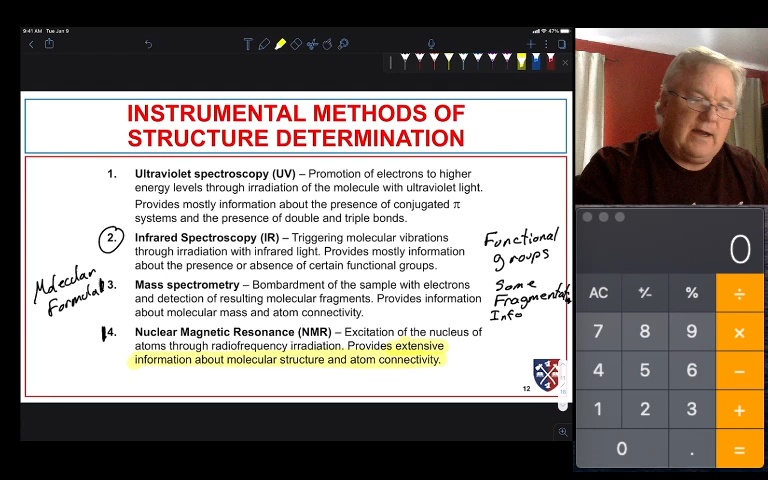 9:41 AM Tue Jan 9
47%
INSTRUMENTAL METHODS OF
STRUCTURE DETERMINATION
1. Ultraviolet spectroscopy (UV) – Promotion of electrons to higher
energy levels through irradiation of the molecule with ultraviolet light.
Provides mostly information about the presence of conjugated π
systems and the presence of double and triple bonds.
2. Infrared Spectroscopy (IR) – Triggering molecular vibrations
through irradiation with infrared light. Provides mostly information
about the presence or absence of certain functional groups.
Functional
groups
Molecular
Formula
3. Mass spectrometry – Bombardment of the sample with electrons
and detection of resulting molecular fragments. Provides information
about molecular mass and atom connectivity.
Some
Fragmentation
Info
4. Nuclear Magnetic Resonance (NMR) – Excitation of the nucleus of
atoms through radiofrequency irradiation. Provides extensive
information about molecular structure and atom connectivity.
12
0
AC +/- % ÷
7 8 9 ×
4 5 6 −
1 2 3 +
0 . =